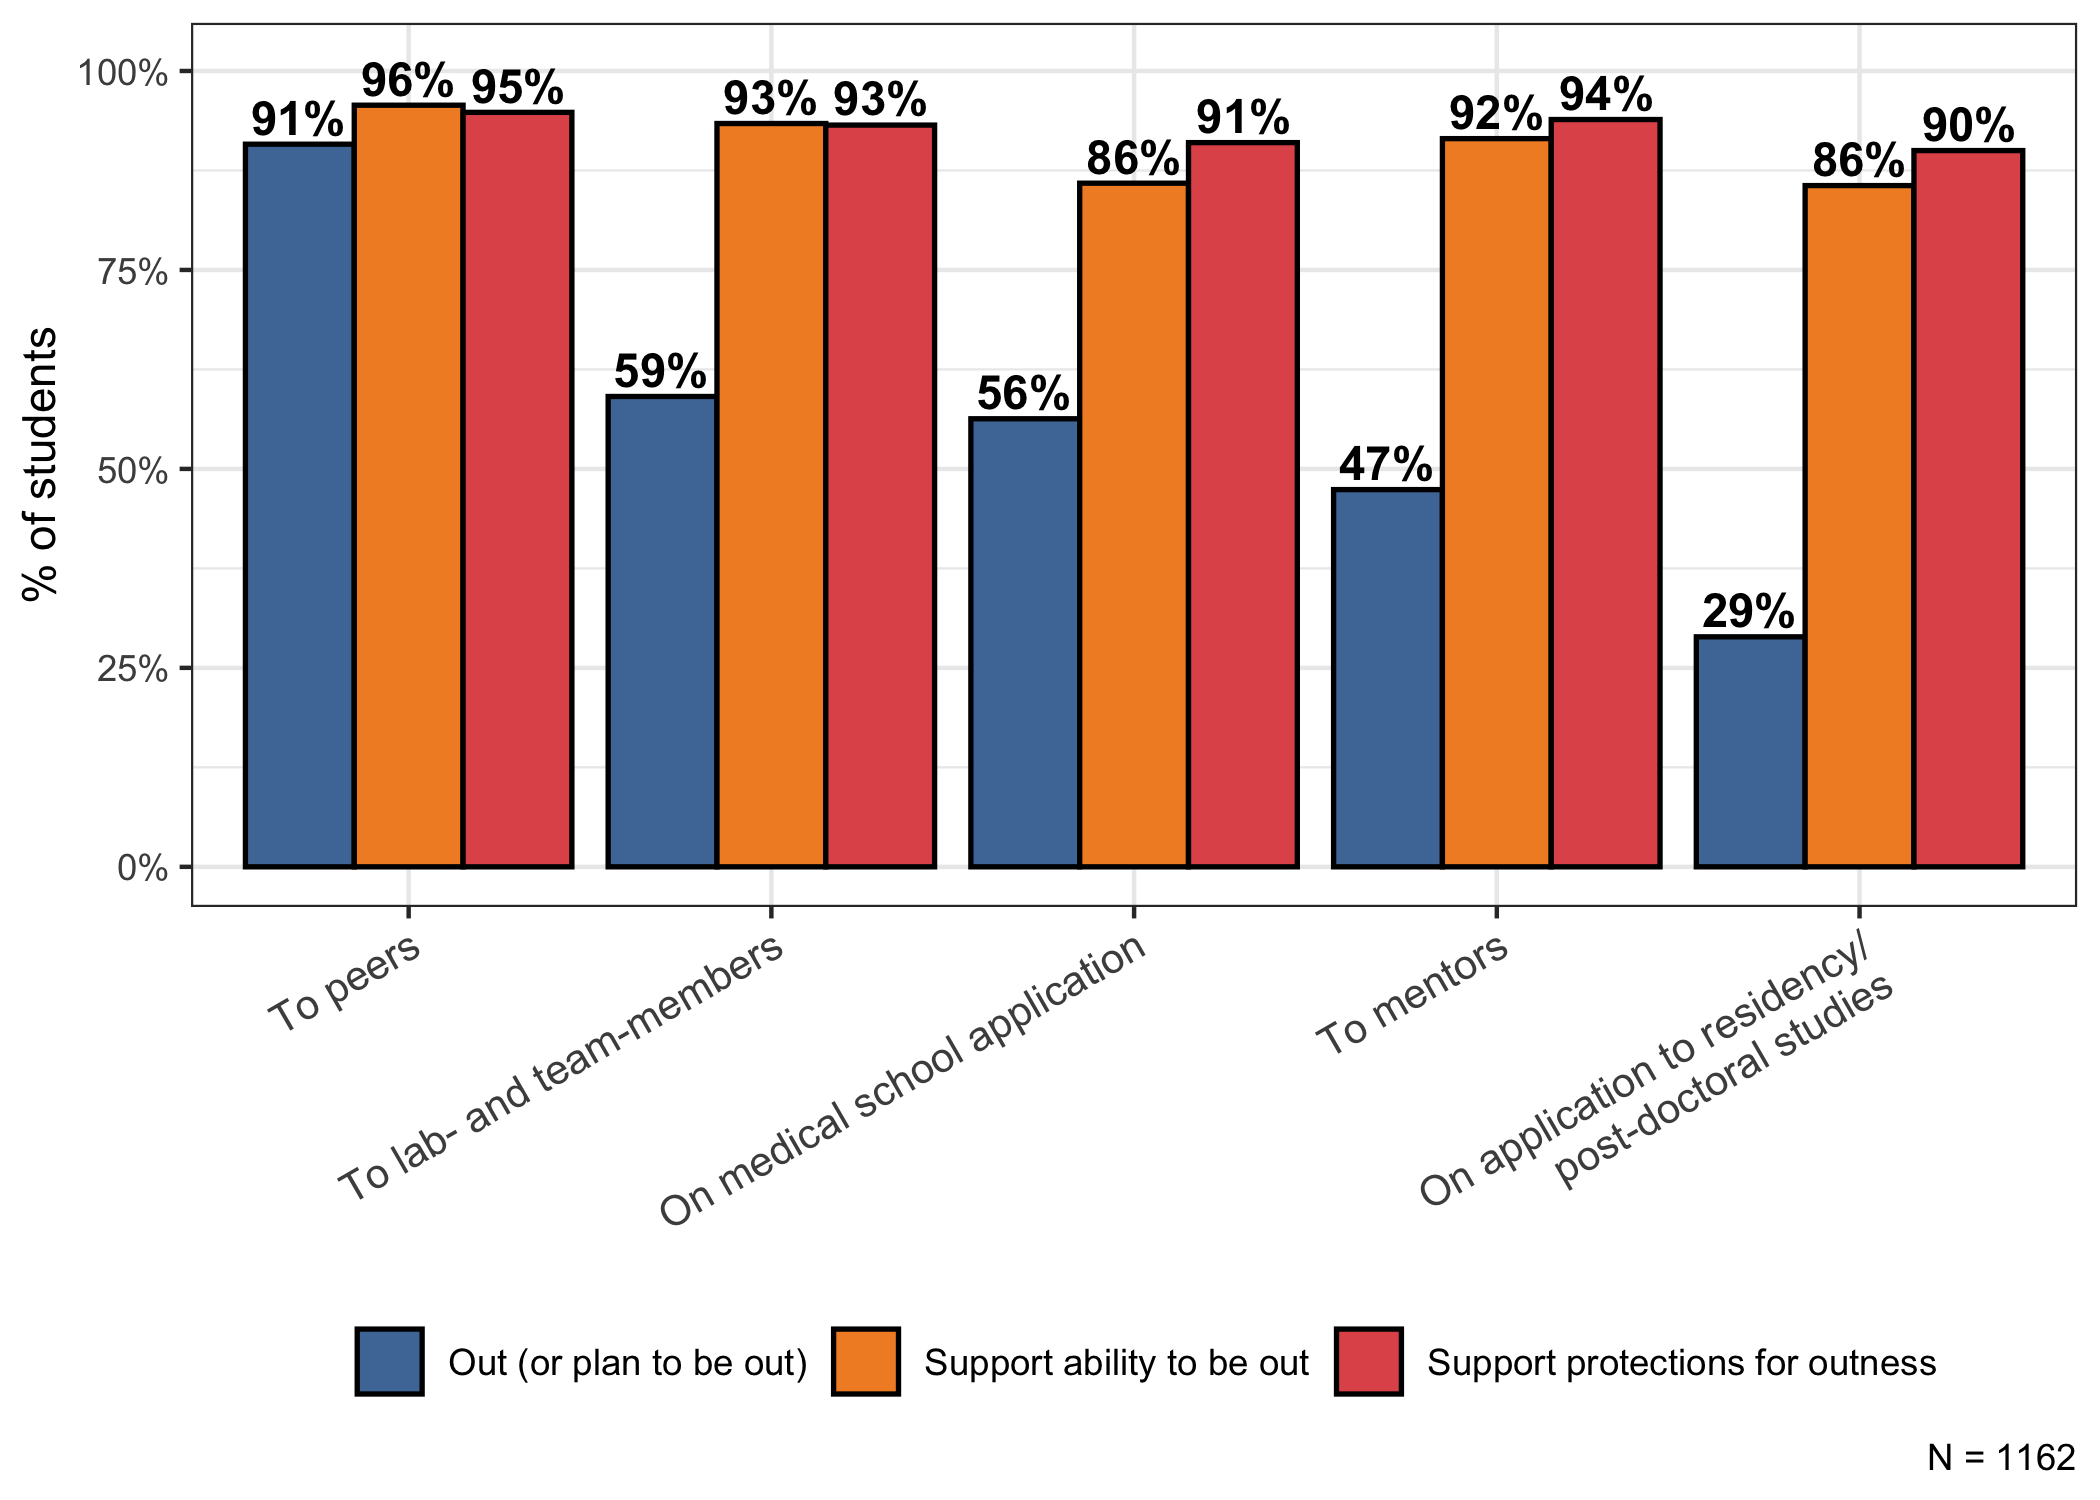 % of students
100%
75%
50%
25%
0%
91%
96%
95%
59%
93%
93%
56%
86%
91%
47%
92%
94%
29%
86%
90%
To peers
To lab- and team-members
On medical school application
To mentors
On application to residency/
post-doctoral studies
Out (or plan to be out)
Support ability to be out
Support protections for outness
N = 1162